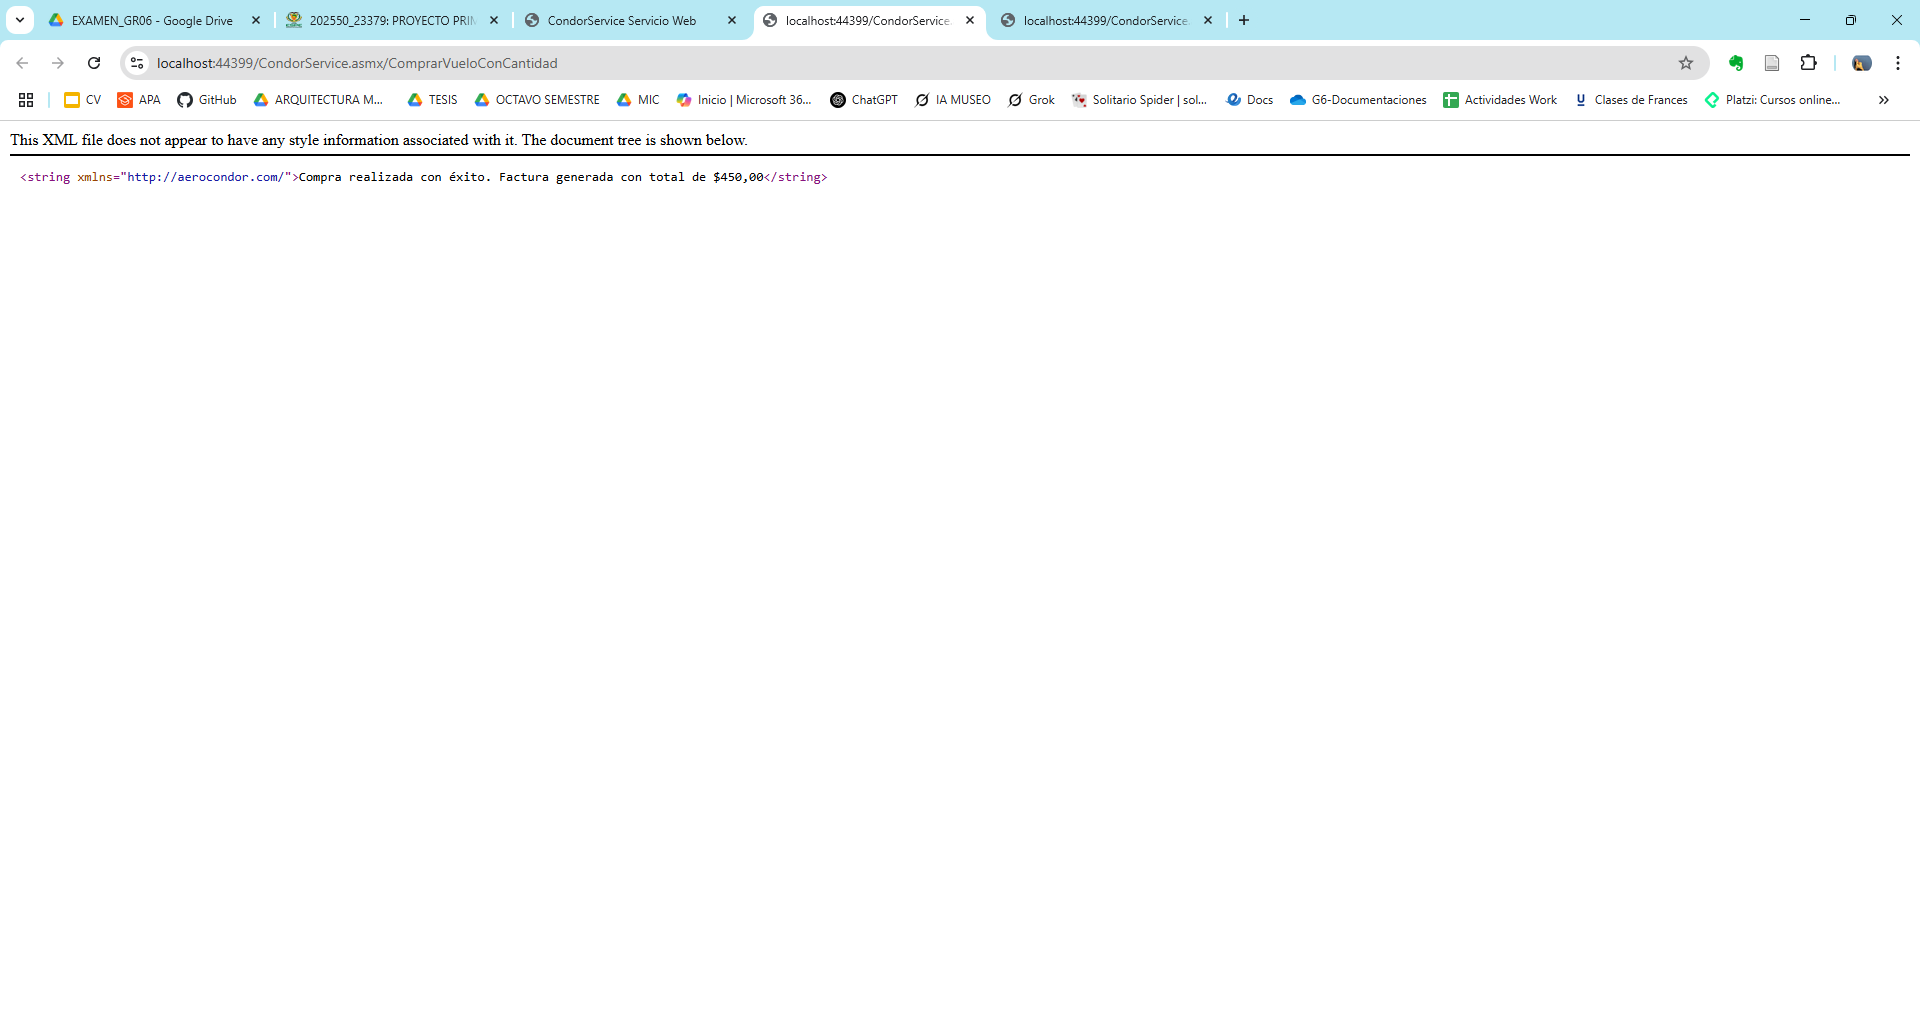 EXAMEN_GR06 - Google Drive
202550_23379: PROYECTO PRIM
CondorService Servicio Web
localhost:44399/CondorService.
localhost:44399/CondorService.
localhost:44399/CondorService.asmx/ComprarVueloConCantidad
CV
APA
GitHub
ARQUITECTURA M...
TESIS
OCTAVO SEMESTRE
MIC
Inicio | Microsoft 36...
ChatGPT
IA MUSEO
Grok
Solitario Spider | sol...
Docs
G6-Documentaciones
Actividades Work
Clases de Frances
Platzi: Cursos online...
This XML file does not appear to have any style information associated with it. The document tree is shown below.
<string xmlns="http://aerocondor.com/">Compra realizada con éxito. Factura generada con total de $450,00</string>